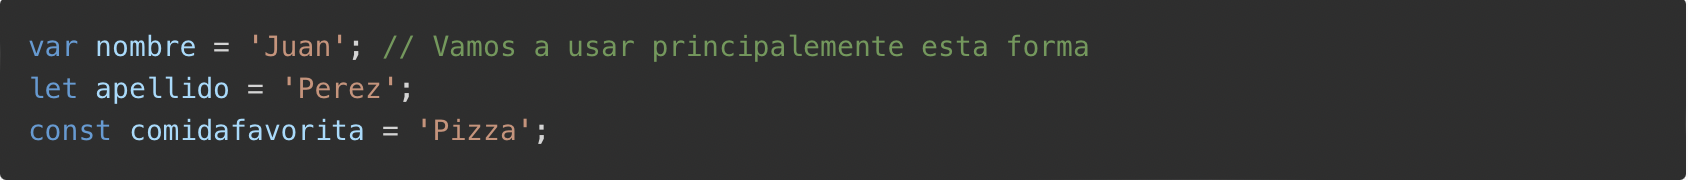 var nombre = 'Juan'; // Vamos a usar principalemente esta forma
let apellido = 'Perez';
const comidafavorita = 'Pizza';